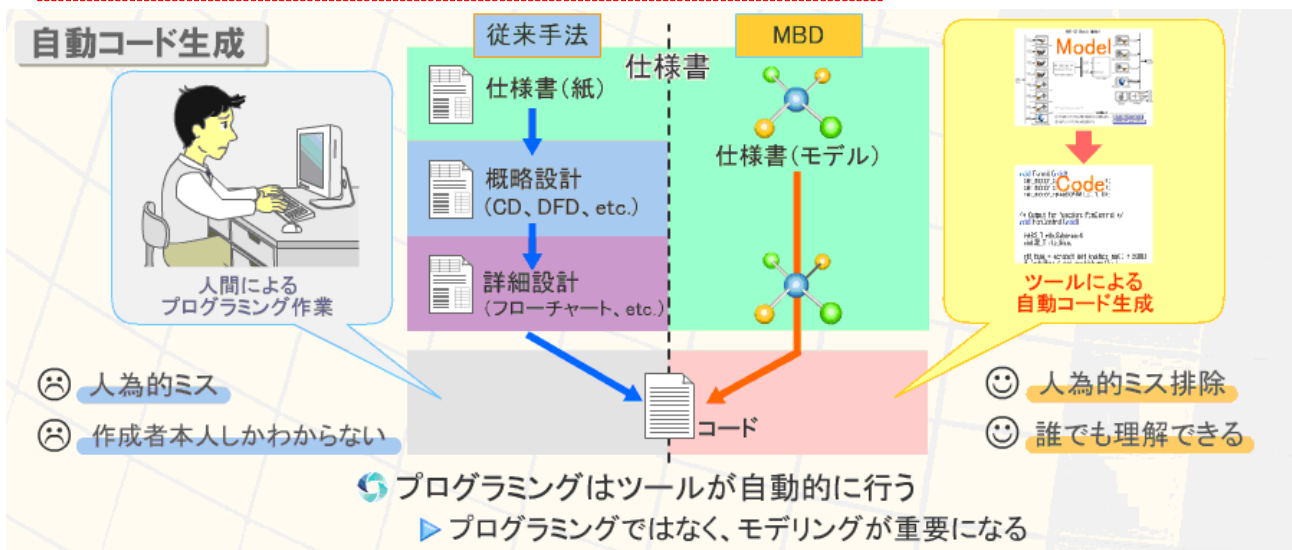 自動コード生成
従来手法
MBD
仕様書
仕様書(紙)
概略設計
(CD、DFD、etc.)
詳細設計
(フローチャート、etc.)
仕様書(モデル)
コード
人間による
プログラミング作業
Model
Code
ツールによる
自動コード生成
人為的ミス
作成者本人しかわからない
人為的ミス排除
誰でも理解できる
プログラミングはツールが自動的に行う
プログラミングではなく、モデリングが重要になる